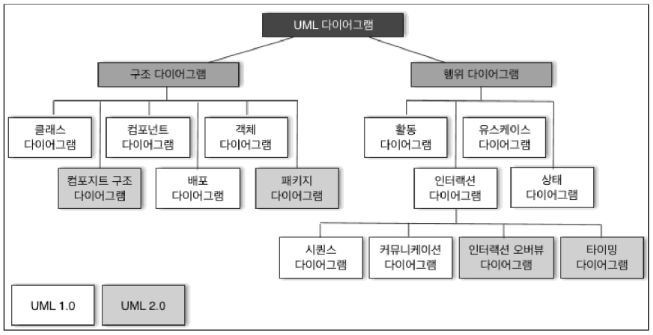 UML 다이어그램
구조 다이어그램
행위 다이어그램
클래스
다이어그램
컴포넌트
다이어그램
객체
다이어그램
활동
다이어그램
유스케이스
다이어그램
컴포지트 구조
다이어그램
배포
다이어그램
패키지
다이어그램
인터랙션
다이어그램
상태
다이어그램
시퀀스
다이어그램
커뮤니케이션
다이어그램
인터랙션 오버뷰
다이어그램
타이밍
다이어그램
UML 1.0
UML 2.0